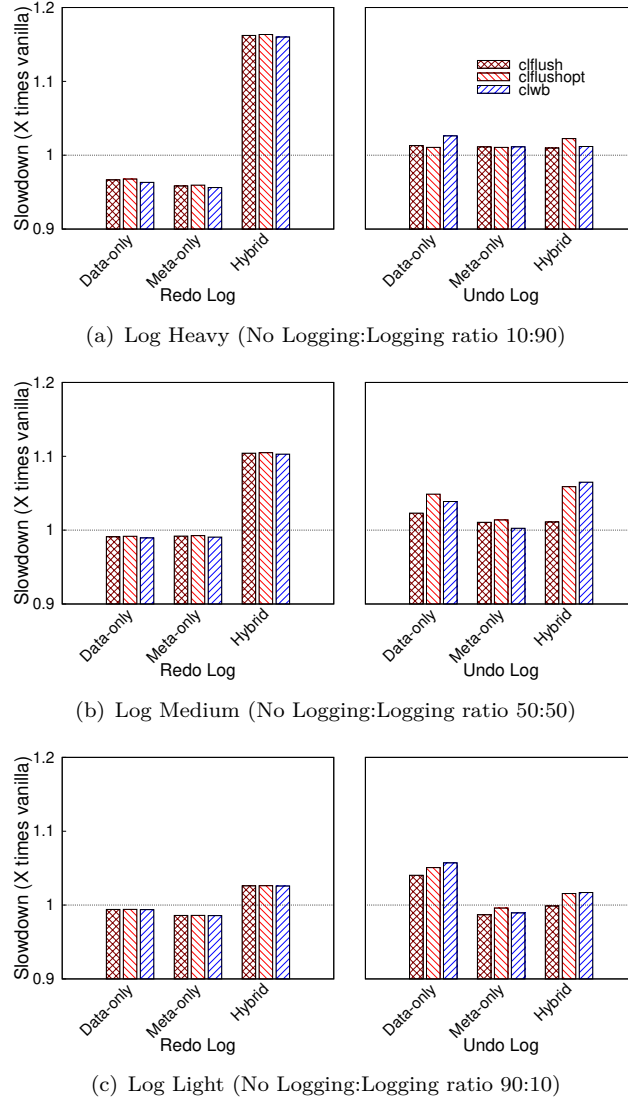 Slowdown (X times vanilla)
1.2
1.1
1
0.9
Data-only
Meta-only
Hybrid
Redo Log
clflush
clflushopt
clwb
Data-only
Meta-only
Hybrid
Undo Log
(a) Log Heavy (No Logging:Logging ratio 10:90)
Slowdown (X times vanilla)
1.2
1.1
1
0.9
Data-only
Meta-only
Hybrid
Redo Log
Data-only
Meta-only
Hybrid
Undo Log
(b) Log Medium (No Logging:Logging ratio 50:50)
Slowdown (X times vanilla)
1.2
1.1
1
0.9
Data-only
Meta-only
Hybrid
Redo Log
Data-only
Meta-only
Hybrid
Undo Log
(c) Log Light (No Logging:Logging ratio 90:10)